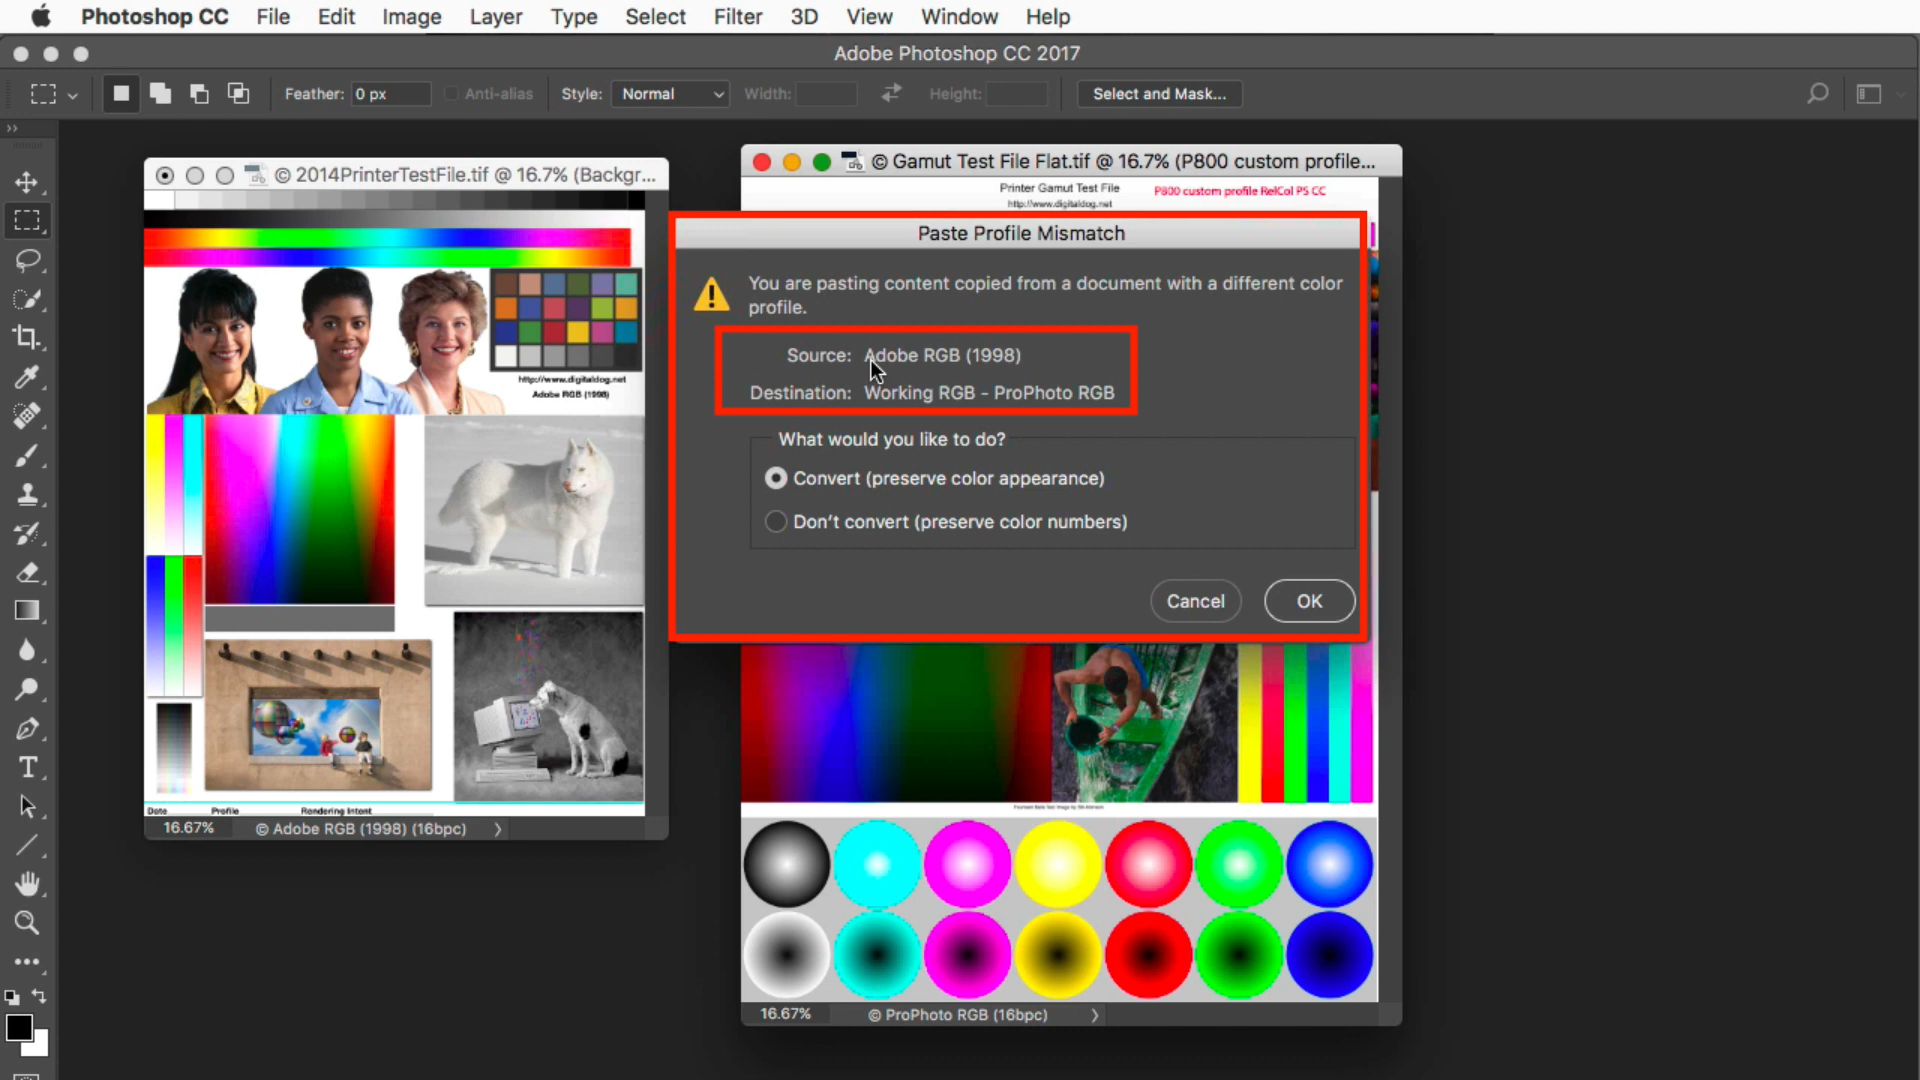 Photoshop CC File Edit Image Layer Type Select Filter 3D View Window Help
Adobe Photoshop CC 2017
Feather: 0 px Anti-alias Style: Normal Width: Height: Select and Mask...
© 2014PrinterTestFile.tif @ 16.7% (Backgr...
© Gamut Test File Flat.tif @ 16.7% (P800 custom profile...
Printer Gamut Test File
P800 custom profile RelCol PS CC
http://www.digitaldog.net
Paste Profile Mismatch
You are pasting content copied from a document with a different color
profile.
Source: Adobe RGB (1998)
Destination: Working RGB - ProPhoto RGB
What would you like to do?
Convert (preserve color appearance)
Don't convert (preserve color numbers)
Cancel OK
http://www.digitaldog.net
Adobe RGB (1998)
Date Profile Rendering Intent
16.67% © Adobe RGB (1998) (16bpc)
16.67% © ProPhoto RGB (16bpc)